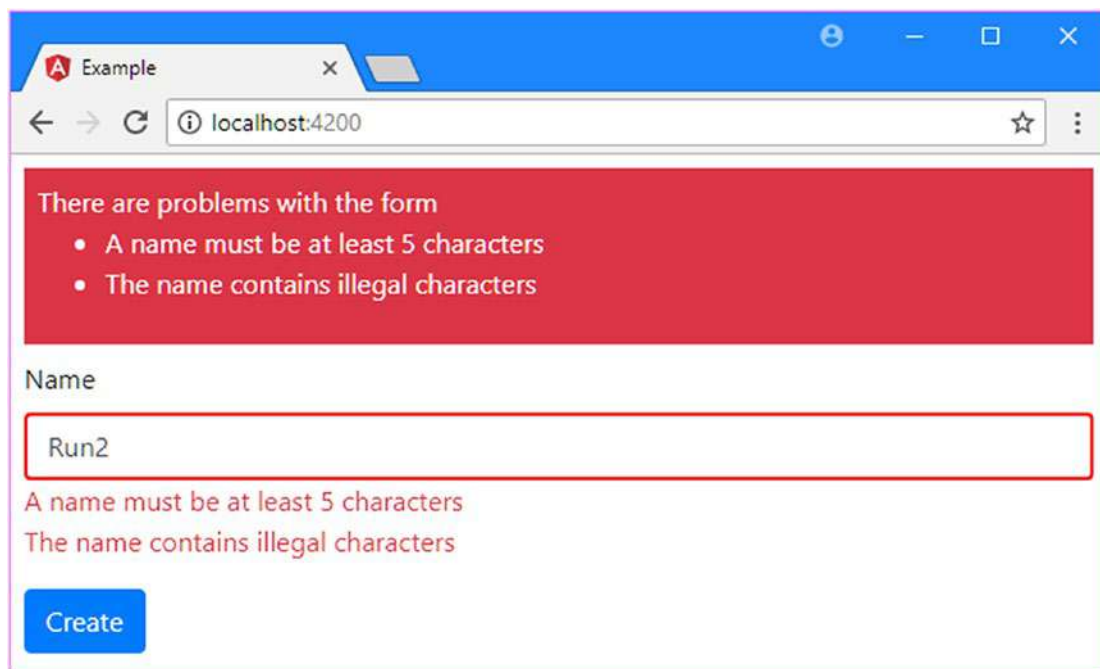 Example
localhost:4200
There are problems with the form
• A name must be at least 5 characters
• The name contains illegal characters
Name
Run2
A name must be at least 5 characters
The name contains illegal characters
Create